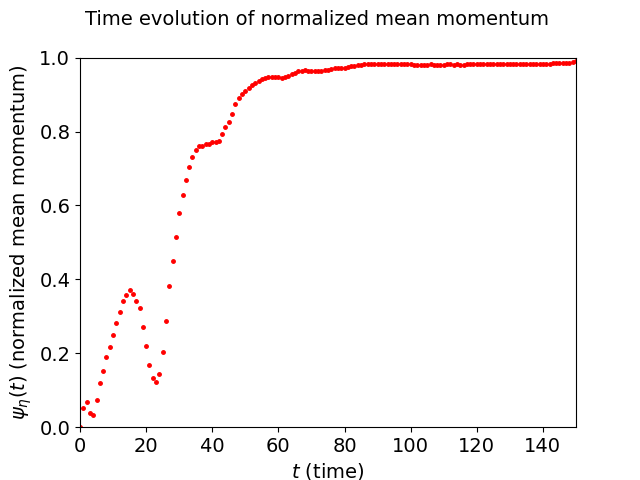 Time evolution of normalized mean momentum
ψη(t) (normalized mean momentum)
1.0
0.8
0.6
0.4
0.2
0.0
0 20 40 60 80 100 120 140
t (time)